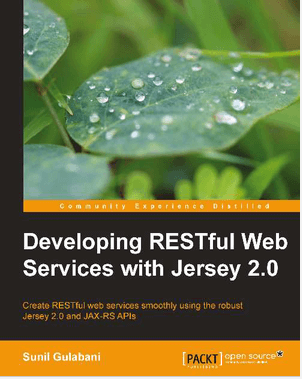 Community Experience Distilled
Developing RESTful Web
Services with Jersey 2.0
Create RESTful web services smoothly using the robust
Jersey 2.0 and JAX-RS APIs
Sunil Gulabani
[PACKT] open source*
PUBLISHING